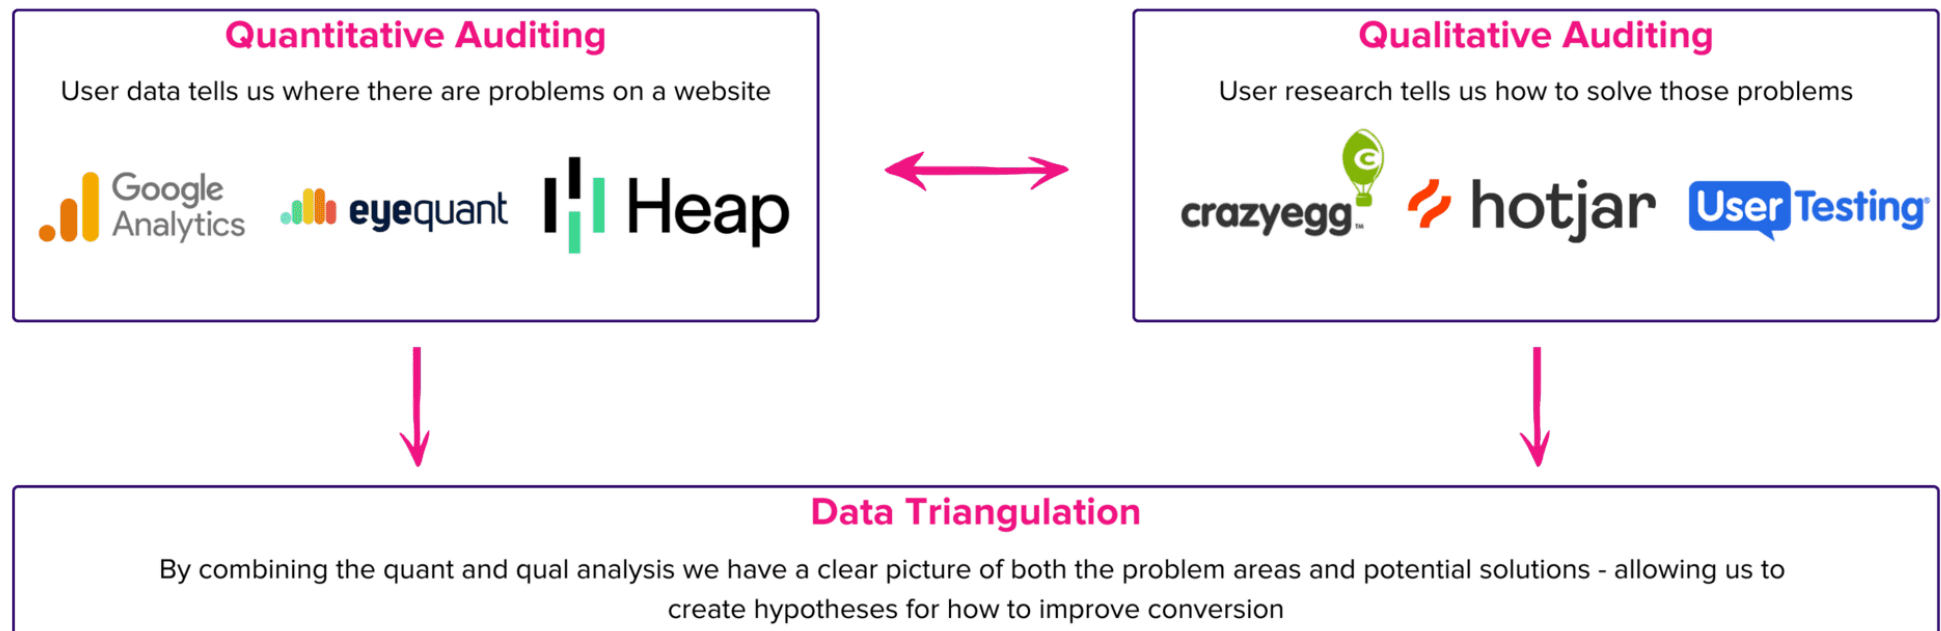 Quantitative Auditing
User data tells us where there are problems on a website
Google
Analytics
eyequant
Heap
Qualitative Auditing
User research tells us how to solve those problems
crazyegg™
hotjar
User Testing
Data Triangulation
By combining the quant and qual analysis we have a clear picture of both the problem areas and potential solutions - allowing us to
create hypotheses for how to improve conversion